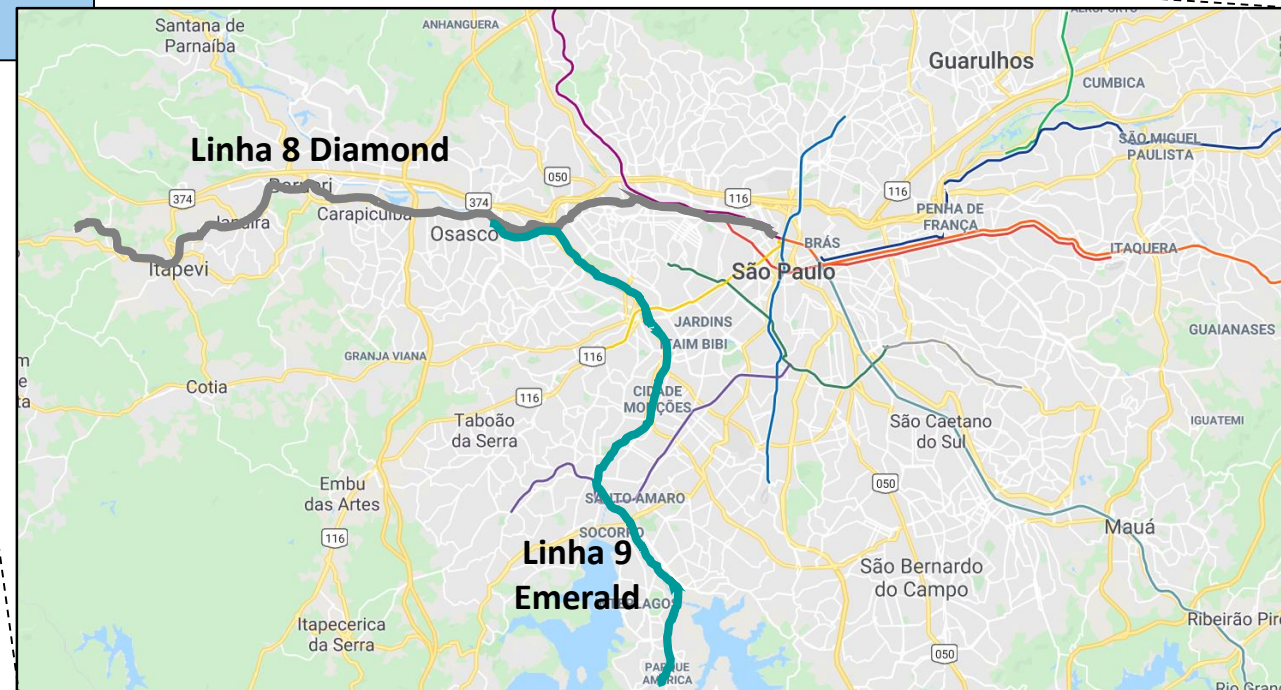 Santana de
Parnaíba
ANHANGUERA
Guarulhos
CUMBICA
Linha 8 Diamond
SÃO MIGUEL
PAULISTA
050
374
116
116
374
Carapicuíba
PENHA DE
FRANÇA
Osasco
BRÁS
ITAQUERA
Itapevi
São Paulo
JARDINS
GUAIANASES
ITAIM BIBI
GRANJA VIANA
116
Cotia
116
CIDADE
MONÇÕES
Taboão
da Serra
São Caetano
do Sul
IGUATEMI
Embu
das Artes
050
SANTO AMARO
Mauá
116
SOCORRO
Linha 9
Emerald
São Bernardo
do Campo
Itapecerica
da Serra
Ribeirão Pire
050
PARQUE
AMÉRICA
Rio Gran